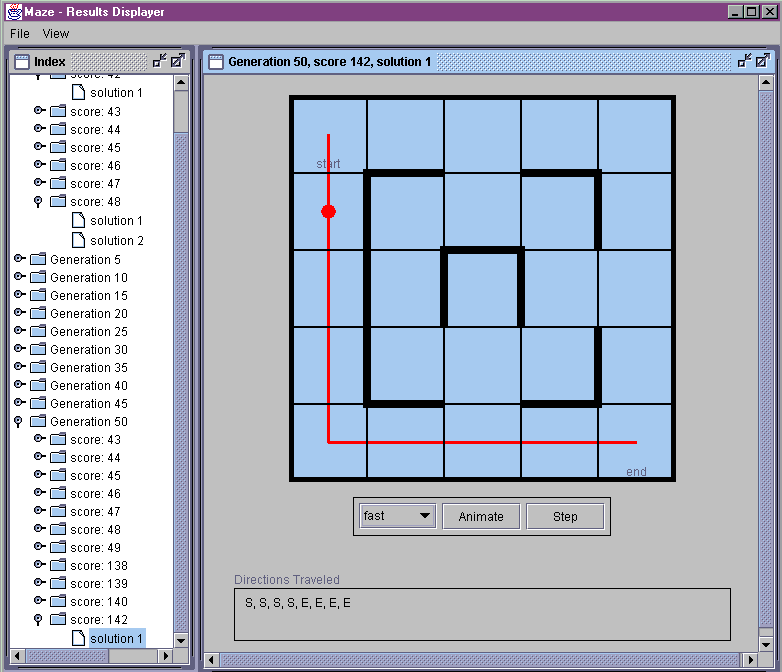 Maze - Results Displayer
File View
Index
score: 42
solution 1
score: 43
score: 44
score: 45
score: 46
score: 47
score: 48
solution 1
solution 2
Generation 5
Generation 10
Generation 15
Generation 20
Generation 25
Generation 30
Generation 35
Generation 40
Generation 45
Generation 50
score: 43
score: 44
score: 45
score: 46
score: 47
score: 48
score: 49
score: 138
score: 139
score: 140
score: 142
solution 1
Generation 50, score 142, solution 1
start
end
fast Animate Step
Directions Traveled
S, S, S, S, E, E, E, E